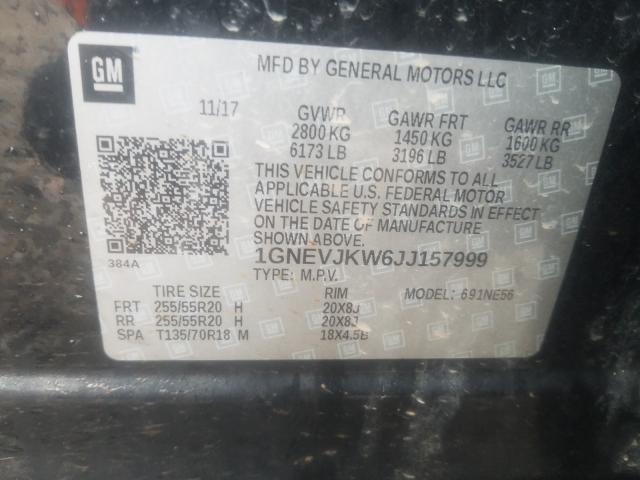 GM
MFD BY GENERAL MOTORS LLC
11/17 GVWR GAWR FRT GAWR RR
2800 KG 1450 KG 1600 KG
6173 LB 3196 LB 3527 LB
THIS VEHICLE CONFORMS TO ALL
APPLICABLE U.S. FEDERAL MOTOR
VEHICLE SAFETY STANDARDS IN EFFECT
ON THE DATE OF MANUFACTURE
SHOWN ABOVE.
384A
1GNEVJKW6JJ157999
TYPE: M.P.V.
TIRE SIZE RIM MODEL: 691NE56
FRT 255/55R20 H 20X8J
RR 255/55R20 H 20X8J
SPA T135/70R18 M 18X4.5B